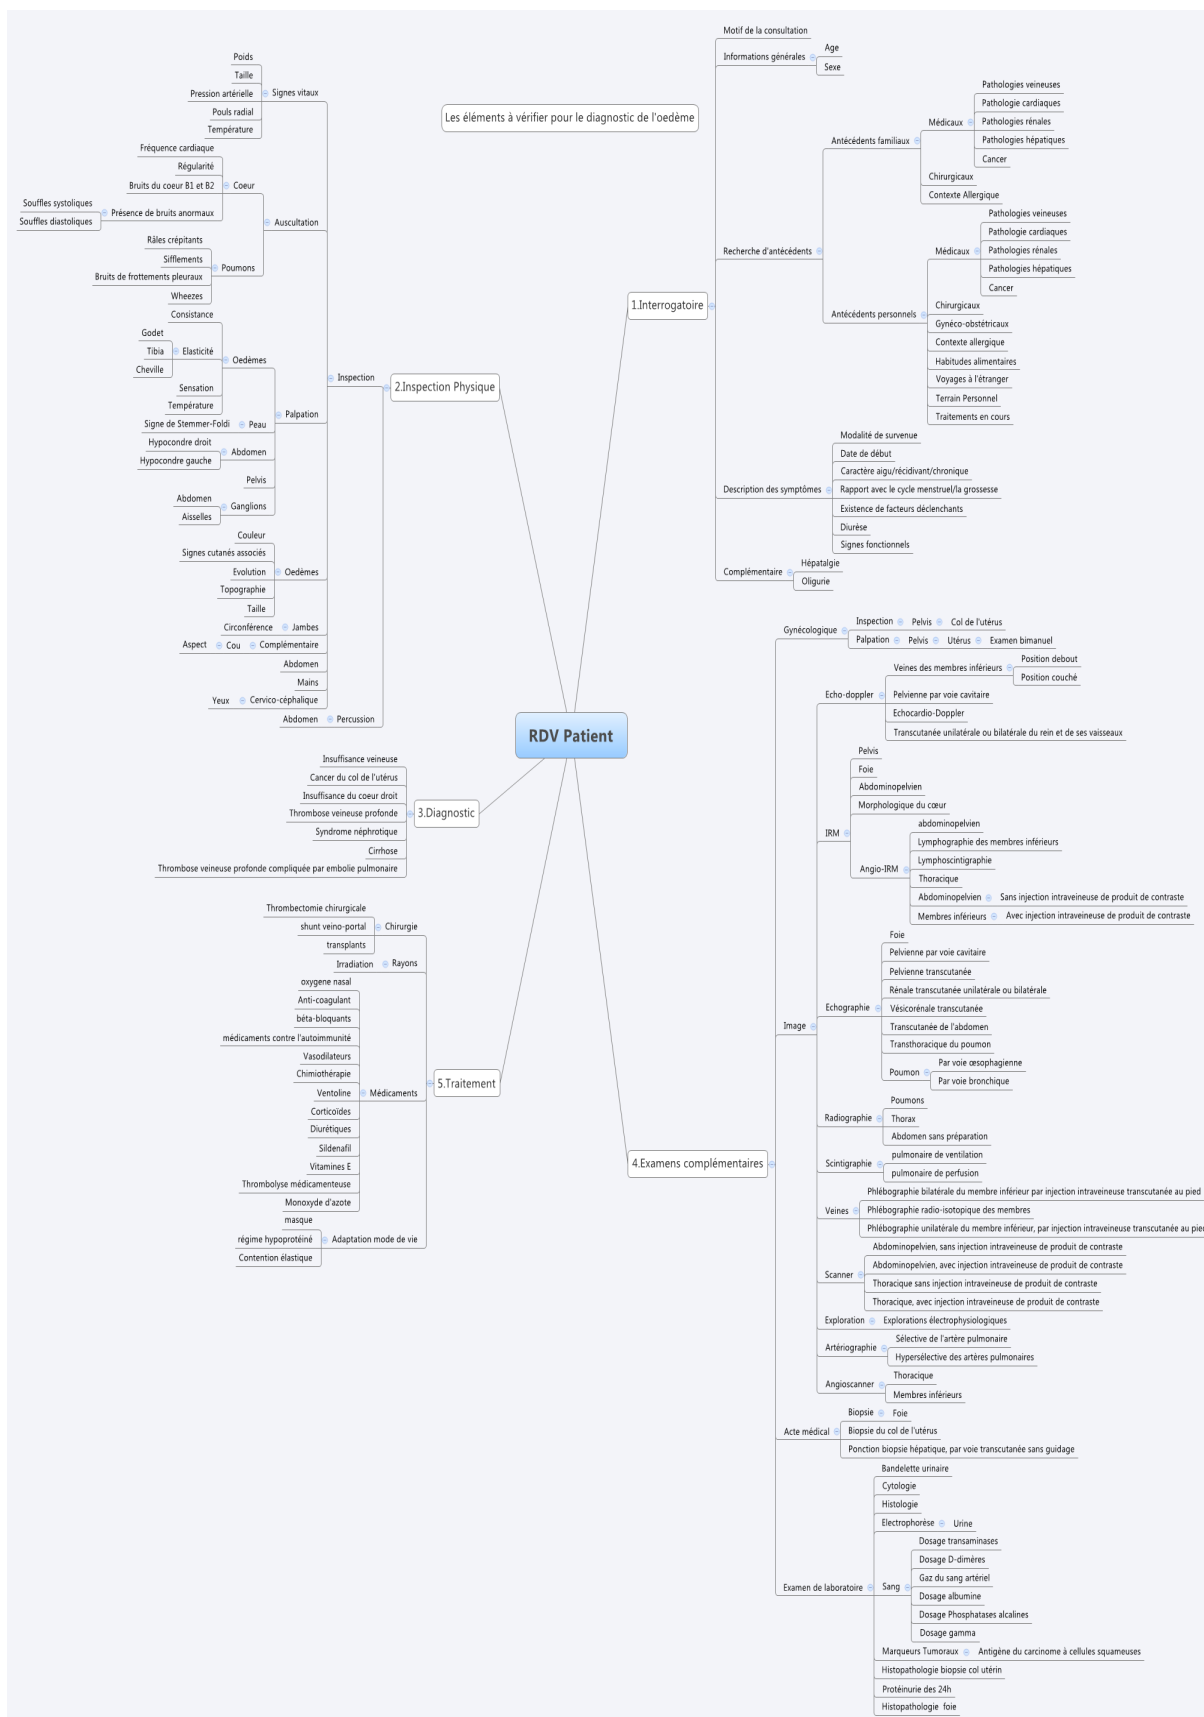 Les éléments à vérifier pour le diagnostic de l'oedème
RDV Patient
1.Interrogatoire
Motif de la consultation
Informations générales
Age
Sexe
Recherche d'antécédents
Antécédents familiaux
Médicaux
Pathologies veineuses
Pathologie cardiaques
Pathologies rénales
Pathologies hépatiques
Cancer
Chirurgicaux
Contexte Allergique
Antécédents personnels
Médicaux
Pathologies veineuses
Pathologie cardiaques
Pathologies rénales
Pathologies hépatiques
Cancer
Chirurgicaux
Gynéco-obstétricaux
Contexte allergique
Habitudes alimentaires
Voyages à l'étranger
Terrain Personnel
Traitements en cours
Description des symptômes
Modalité de survenue
Date de début
Caractère aigu/récidivant/chronique
Rapport avec le cycle menstruel/la grossesse
Existence de facteurs déclenchants
Diurèse
Signes fonctionnels
Complémentaire
Hépatalgie
Oligurie
2.Inspection Physique
Inspection
Signes vitaux
Poids
Taille
Pression artérielle
Pouls radial
Température
Auscultation
Coeur
Fréquence cardiaque
Régularité
Bruits du coeur B1 et B2
Présence de bruits anormaux
Souffles systoliques
Souffles diastoliques
Poumons
Râles crépitants
Sifflements
Bruits de frottements pleuraux
Wheezes
Palpation
Oedèmes
Consistance
Elasticité
Godet
Tibia
Cheville
Sensation
Température
Peau
Signe de Stemmer-Foldi
Abdomen
Hypocondre droit
Hypocondre gauche
Pelvis
Ganglions
Abdomen
Aisselles
Oedèmes
Couleur
Signes cutanés associés
Evolution
Topographie
Taille
Jambes
Circonférence
Complémentaire
Cou
Aspect
Abdomen
Mains
Cervico-céphalique
Yeux
Percussion
Abdomen
3.Diagnostic
Insuffisance veineuse
Cancer du col de l'utérus
Insuffisance du coeur droit
Thrombose veineuse profonde
Syndrome néphrotique
Cirrhose
Thrombose veineuse profonde compliquée par embolie pulmonaire
4.Examens complémentaires
Gynécologique
Inspection
Pelvis
Col de l'utérus
Palpation
Pelvis
Utérus
Examen bimanuel
Image
Echo-doppler
Veines des membres inférieurs
Position debout
Position couché
Pelvienne par voie cavitaire
Echocardio-Doppler
Transcutanée unilatérale ou bilatérale du rein et de ses vaisseaux
IRM
Pelvis
Foie
Abdominopelvien
Morphologique du cœur
Angio-IRM
abdominopelvien
Lymphographie des membres inférieurs
Lymphoscintigraphie
Thoracique
Abdominopelvien
Sans injection intraveineuse de produit de contraste
Membres inférieurs
Avec injection intraveineuse de produit de contraste
Echographie
Foie
Pelvienne par voie cavitaire
Pelvienne transcutanée
Rénale transcutanée unilatérale ou bilatérale
Vésicorénale transcutanée
Transcutanée de l'abdomen
Transthoracique du poumon
Poumon
Par voie œsophagienne
Par voie bronchique
Radiographie
Poumons
Thorax
Abdomen sans préparation
Scintigraphie
pulmonaire de ventilation
pulmonaire de perfusion
Veines
Phlébographie bilatérale du membre inférieur par injection intraveineuse transcutanée au pied
Phlébographie radio-isotopique des membres
Phlébographie unilatérale du membre inférieur, par injection intraveineuse transcutanée au pied
Scanner
Abdominopelvien, sans injection intraveineuse de produit de contraste
Abdominopelvien, avec injection intraveineuse de produit de contraste
Thoracique sans injection intraveineuse de produit de contraste
Thoracique, avec injection intraveineuse de produit de contraste
Exploration
Explorations électrophysiologiques
Artériographie
Sélective de l'artère pulmonaire
Hypersélective des artères pulmonaires
Angioscanner
Thoracique
Membres inférieurs
Acte médical
Biopsie
Foie
Biopsie du col de l'utérus
Ponction biopsie hépatique, par voie transcutanée sans guidage
Examen de laboratoire
Bandelette urinaire
Cytologie
Histologie
Electrophorèse
Urine
Sang
Dosage transaminases
Dosage D-dimères
Gaz du sang artériel
Dosage albumine
Dosage Phosphatases alcalines
Dosage gamma
Marqueurs Tumoraux
Antigène du carcinome à cellules squameuses
Histopathologie biopsie col utérin
Protéinurie des 24h
Histopathologie foie
5.Traitement
Chirurgie
Thrombectomie chirurgicale
shunt veino-portal
transplants
Rayons
Irradiation
Médicaments
oxygene nasal
Anti-coagulant
béta-bloquants
médicaments contre l'autoimmunité
Vasodilateurs
Chimiothérapie
Ventoline
Corticoïdes
Diurétiques
Sildenafil
Vitamines E
Thrombolyse médicamenteuse
Monoxyde d'azote
Adaptation mode de vie
masque
régime hypoprotéiné
Contention élastique